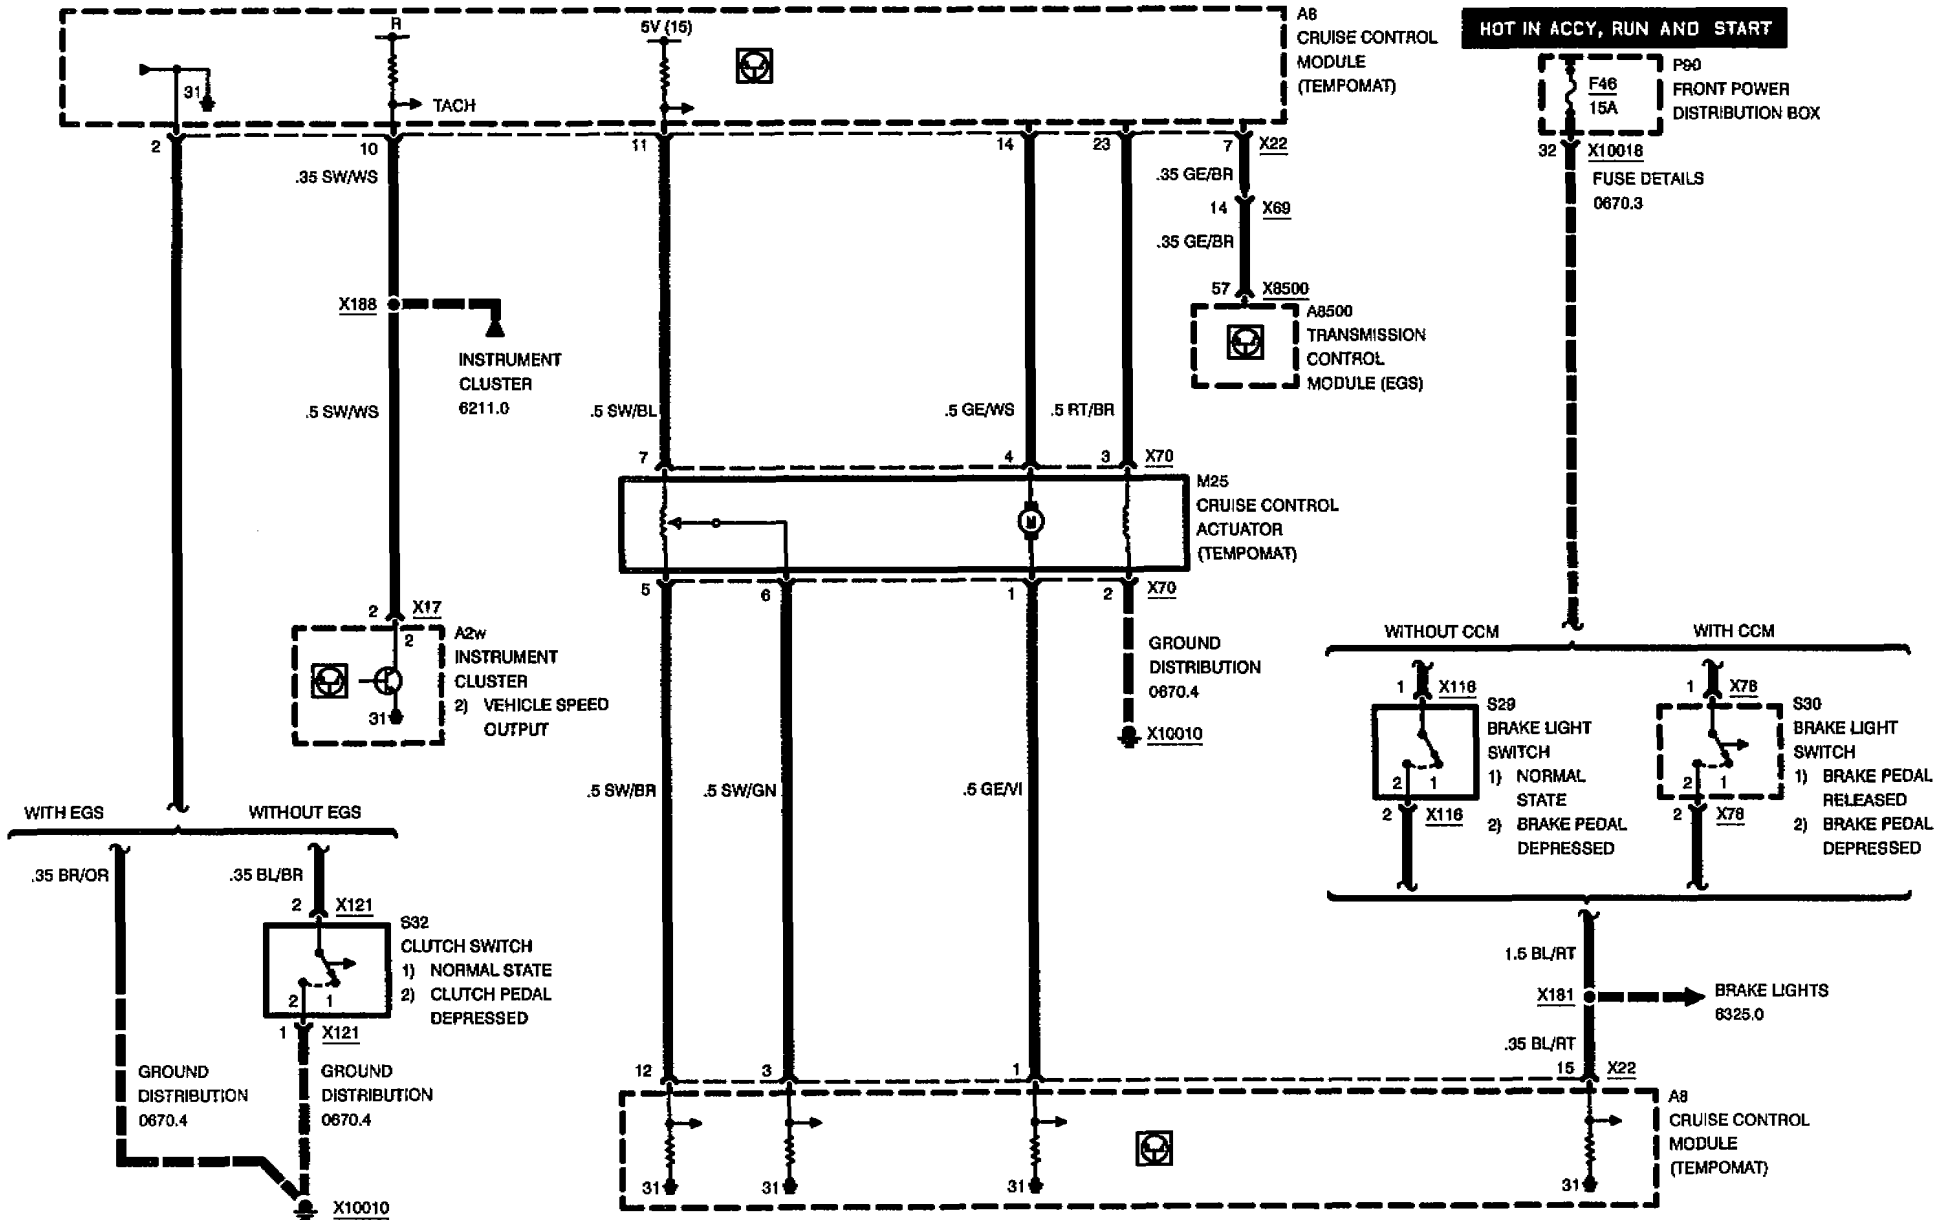 R
5V (15)
A8
CRUISE CONTROL
MODULE
(TEMPOMAT)
HOT IN ACCY, RUN AND START
31
TACH
P90
FRONT POWER
DISTRIBUTION BOX
F46
15A
2
10
11
14
23
7
X22
32
X10018
.35 SW/WS
.35 GE/BR
FUSE DETAILS
0670.3
14
X69
.35 GE/BR
57
X8500
X188
A8500
TRANSMISSION
CONTROL
MODULE (EGS)
INSTRUMENT
CLUSTER
6211.0
.5 SW/WS
.5 SW/BL
.5 GE/WS
.5 RT/BR
7
4
3
X70
M25
CRUISE CONTROL
ACTUATOR
(TEMPOMAT)
M
5
6
1
2
X70
2
X17
2
A2w
INSTRUMENT
CLUSTER
2) VEHICLE SPEED
OUTPUT
31
GROUND
DISTRIBUTION
0670.4
X10010
WITHOUT CCM
WITH CCM
1
X116
S29
BRAKE LIGHT
SWITCH
1) NORMAL
STATE
2) BRAKE PEDAL
DEPRESSED
2
1
2
X116
1
X78
S30
BRAKE LIGHT
SWITCH
1) BRAKE PEDAL
RELEASED
2) BRAKE PEDAL
DEPRESSED
2
1
2
X78
.5 SW/BR
.5 SW/GN
.5 GE/VI
WITH EGS
WITHOUT EGS
.35 BR/OR
.35 BL/BR
2
X121
S32
CLUTCH SWITCH
1) NORMAL STATE
2) CLUTCH PEDAL
DEPRESSED
2
1
1
X121
1.5 BL/RT
X181
BRAKE LIGHTS
6325.0
.35 BL/RT
GROUND
DISTRIBUTION
0670.4
GROUND
DISTRIBUTION
0670.4
12
3
1
15
X22
A8
CRUISE CONTROL
MODULE
(TEMPOMAT)
31
31
31
31
X10010